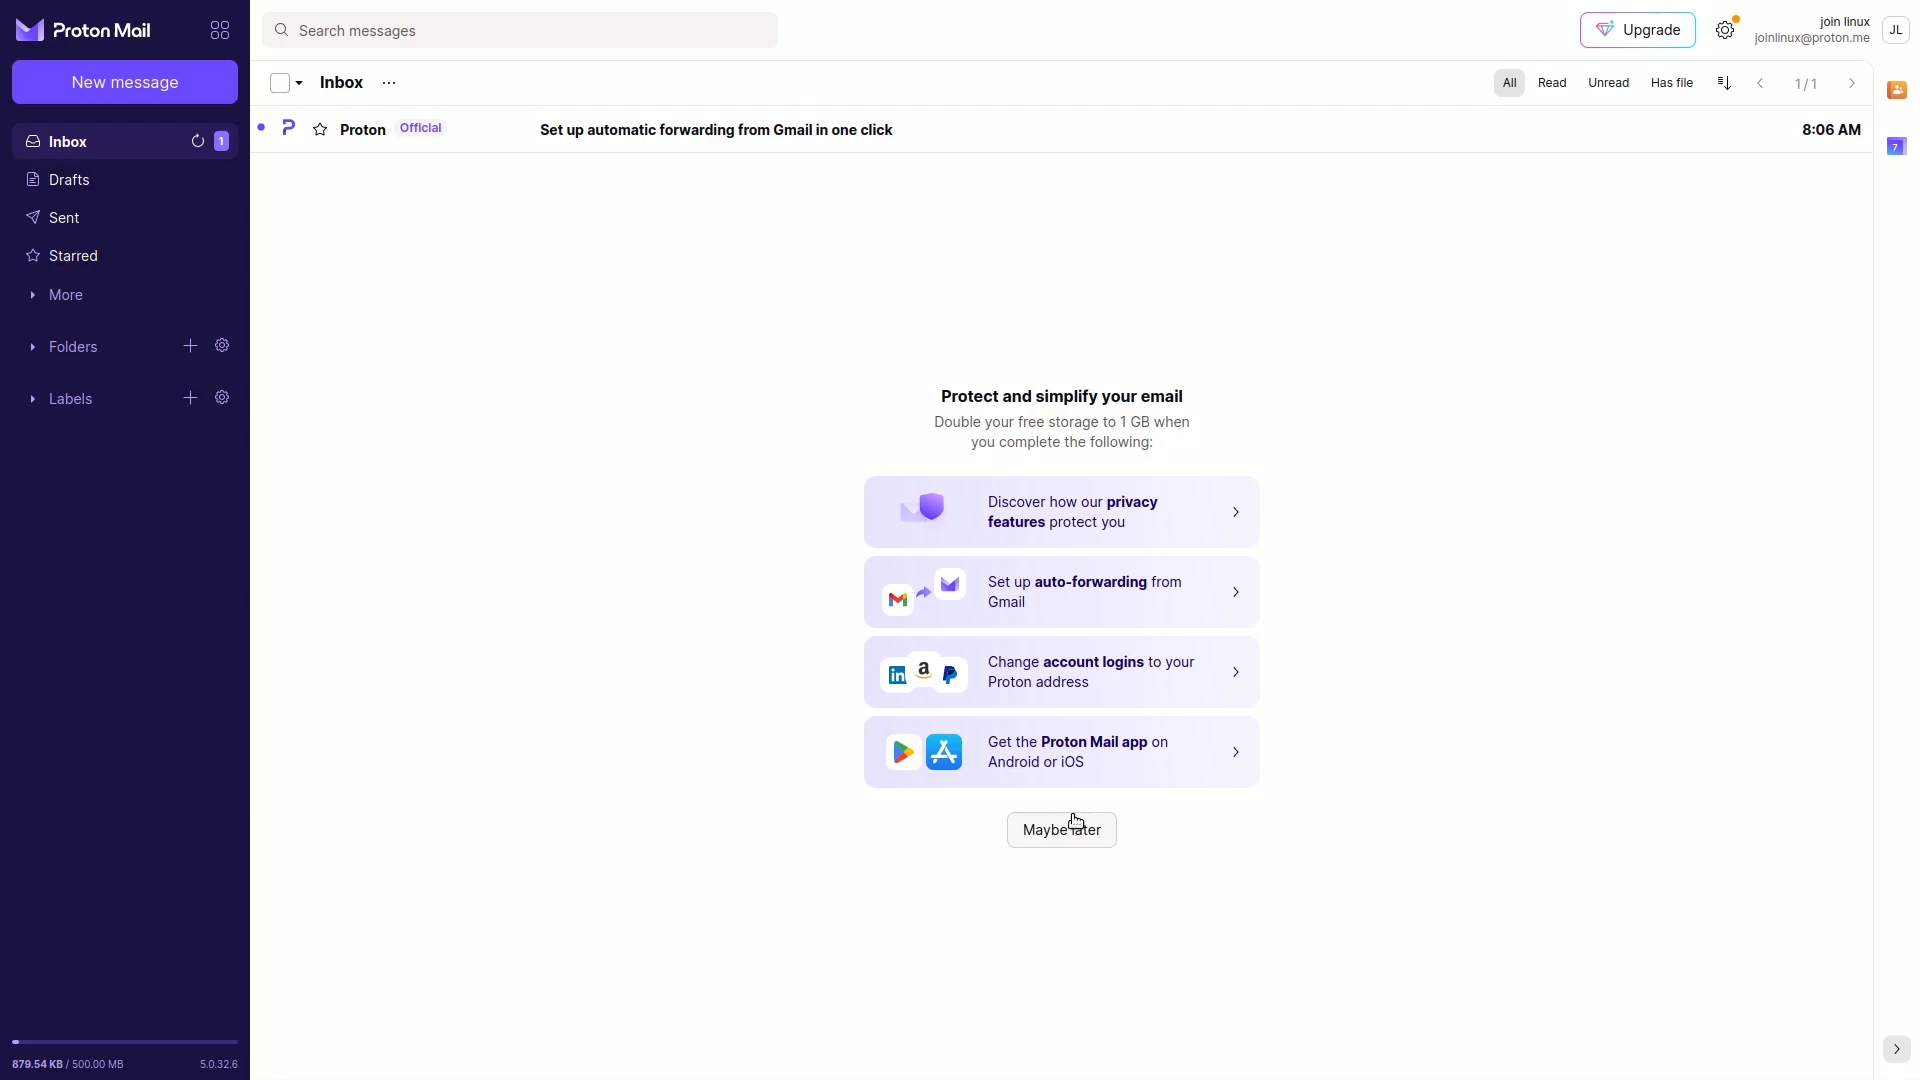 Proton Mail
Search messages
Upgrade
join linux
joinlinux@proton.me
JL
New message
Inbox
All
Read
Unread
Has file
1/1
Inbox
1
Proton
Official
Set up automatic forwarding from Gmail in one click
8:06 AM
7
Drafts
Sent
Starred
More
Folders
Labels
Protect and simplify your email
Double your free storage to 1 GB when
you complete the following:
Discover how our privacy
features protect you
Set up auto-forwarding from
Gmail
in
a
Change account logins to your
Proton address
Get the Proton Mail app on
Android or iOS
Maybe later
879.54 KB / 500.00 MB
5.0.32.6